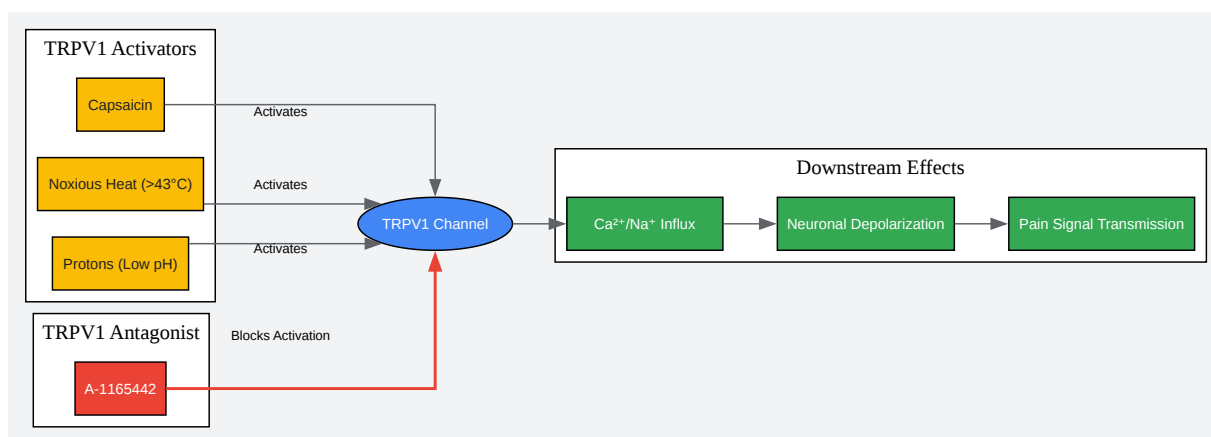 TRPV1 Activators
Capsaicin
Activates
Noxious Heat (>43°C)
Activates
Protons (Low pH)
Activates
TRPV1 Channel
Downstream Effects
Ca²⁺/Na⁺ Influx
Neuronal Depolarization
Pain Signal Transmission
TRPV1 Antagonist
Blocks Activation
A-1165442